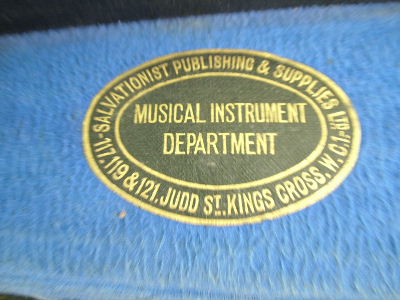 SALVATIONIST PUBLISHING & SUPPLIES LTD.
MUSICAL INSTRUMENT
DEPARTMENT
117, 119 & 121, JUDD ST. KINGS CROSS, W.C.1.